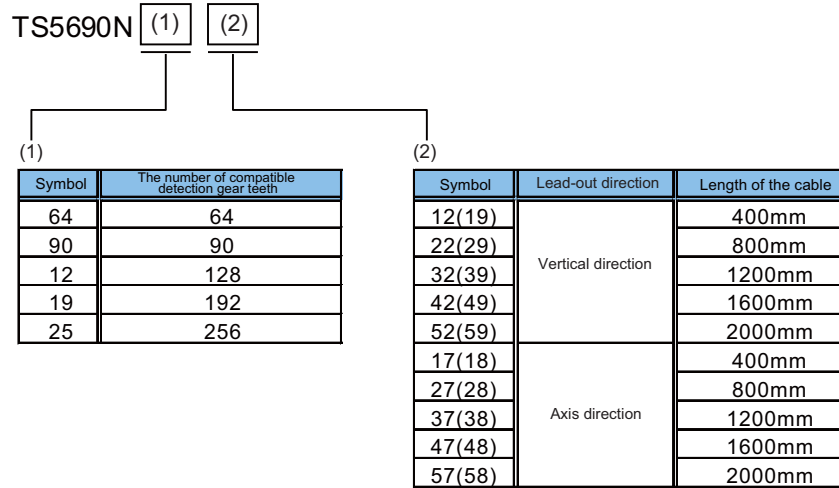 TS5690N (1) (2)
(1)
Symbol The number of compatible detection gear teeth
64 64
90 90
12 128
19 192
25 256
(2)
Symbol Lead-out direction Length of the cable
12(19) Vertical direction 400mm
22(29) 800mm
32(39) 1200mm
42(49) 1600mm
52(59) 2000mm
17(18) Axis direction 400mm
27(28) 800mm
37(38) 1200mm
47(48) 1600mm
57(58) 2000mm